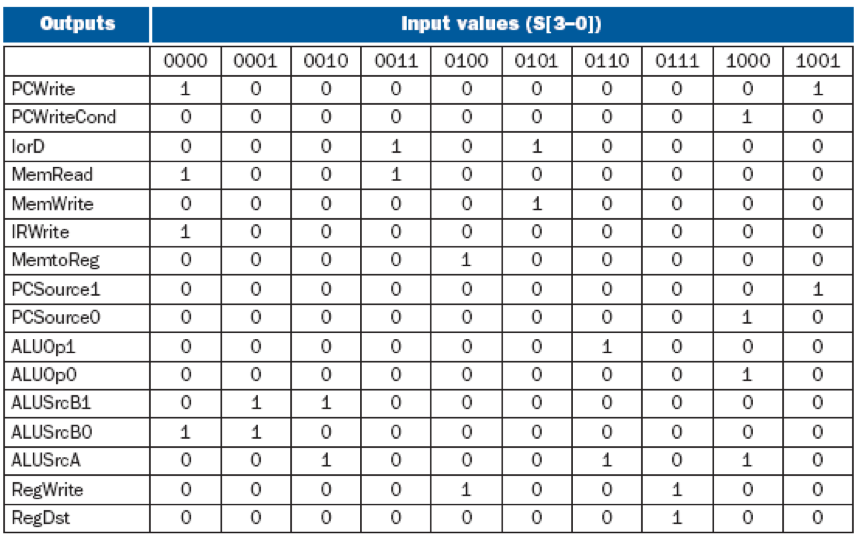 Outputs Input values (S[3–0])
0000 0001 0010 0011 0100 0101 0110 0111 1000 1001
PCWrite 1 0 0 0 0 0 0 0 0 1
PCWriteCond 0 0 0 0 0 0 0 0 1 0
IorD 0 0 0 1 0 1 0 0 0 0
MemRead 1 0 0 1 0 0 0 0 0 0
MemWrite 0 0 0 0 0 1 0 0 0 0
IRWrite 1 0 0 0 0 0 0 0 0 0
MemtoReg 0 0 0 0 1 0 0 0 0 0
PCSource1 0 0 0 0 0 0 0 0 0 1
PCSource0 0 0 0 0 0 0 0 0 1 0
ALUOp1 0 0 0 0 0 0 1 0 0 0
ALUOp0 0 0 0 0 0 0 0 0 1 0
ALUSrcB1 0 1 1 0 0 0 0 0 0 0
ALUSrcB0 1 1 0 0 0 0 0 0 0 0
ALUSrcA 0 0 1 0 0 0 1 0 1 0
RegWrite 0 0 0 0 1 0 0 1 0 0
RegDst 0 0 0 0 0 0 0 1 0 0